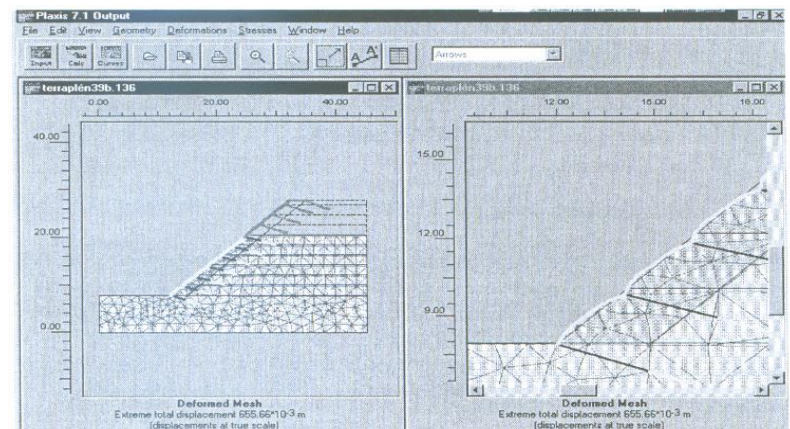 Plaxis 7.1 Output
File Edit View Geometry Deformations Stresses Window Help
Input Calc Curves Arrows
terraplén39b.136
0.00 20.00 40.00
40.00
20.00
0.00
Deformed Mesh
Extreme total displacement 655.66*10-3 m
[displacements at true scale]
terraplén39b.136
12.00 15.00 18.00
15.00
12.00
9.00
Deformed Mesh
Extreme total displacement 655.66*10-3 m
[displacements at true scale]